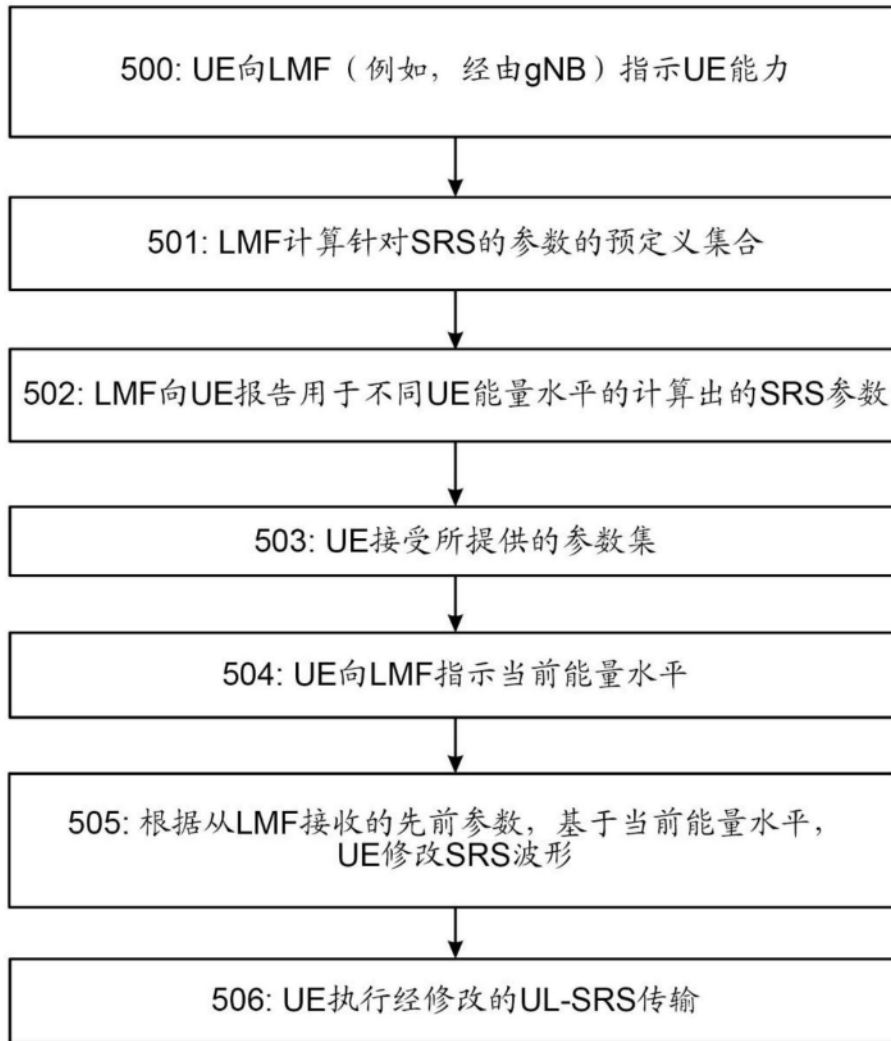 500: UE向LMF（例如，经由gNB）指示UE能力
501: LMF计算针对SRS的参数的预定义集合
502: LMF向UE报告用于不同UE能量水平的计算出的SRS参数
503: UE接受所提供的参数集
504: UE向LMF指示当前能量水平
505: 根据从LMF接收的先前参数，基于当前能量水平，
UE修改SRS波形
506: UE执行经修改的UL-SRS传输